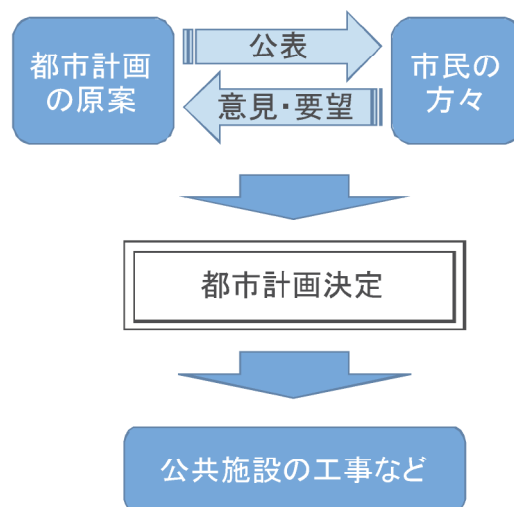 都市計画
の原案
公表
意見・要望
市民の
方々
都市計画決定
公共施設の工事など